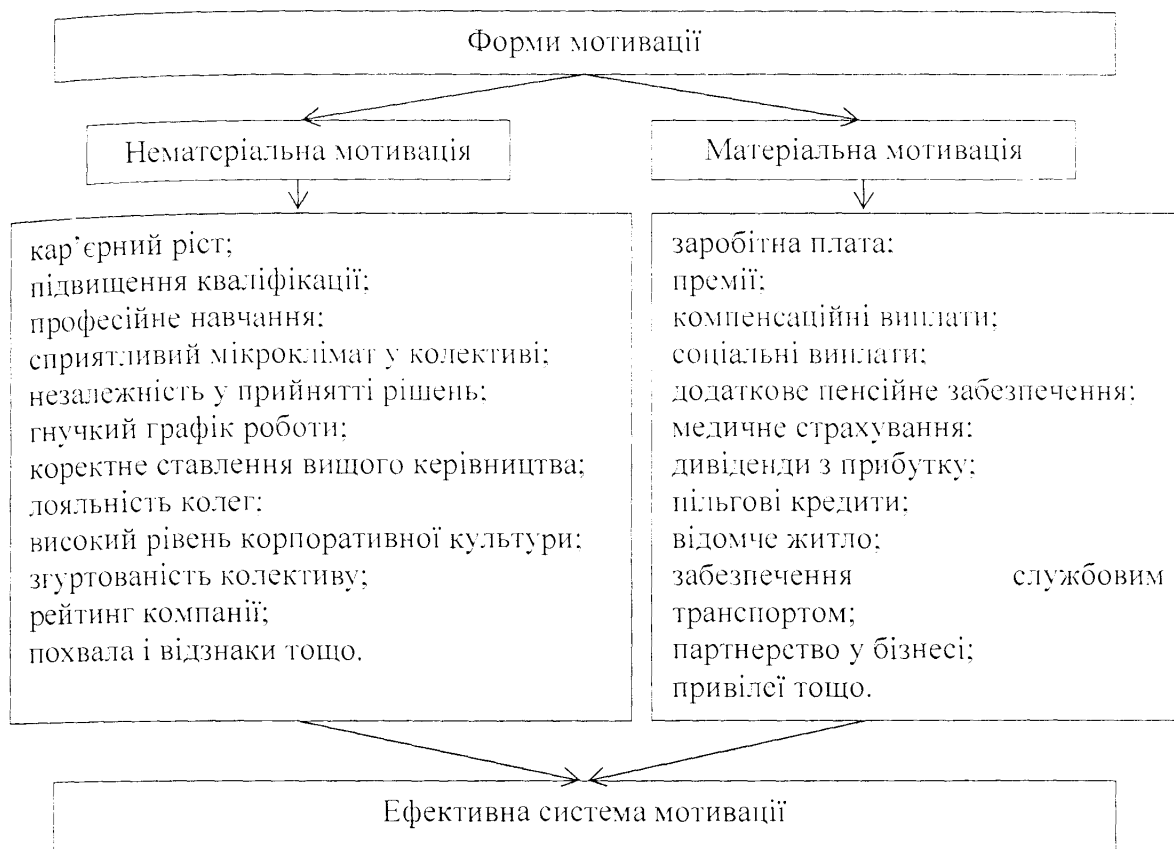 Форми мотивації
Нематеріальна мотивація
кар’єрний ріст;
підвищення кваліфікації;
професійне навчання;
сприятливий мікроклімат у колективі;
незалежність у прийнятті рішень;
гнучкий графік роботи;
коректне ставлення вищого керівництва;
лояльність колег;
високий рівень корпоративної культури;
згуртованість колективу;
рейтинг компанії;
похвала і відзнаки тощо.
Матеріальна мотивація
заробітна плата;
премії;
компенсаційні виплати;
соціальні виплати;
додаткове пенсійне забезпечення;
медичне страхування;
дивіденди з прибутку;
пільгові кредити;
відомче житло;
забезпечення службовим
транспортом;
партнерство у бізнесі;
привілеї тощо.
Ефективна система мотивації